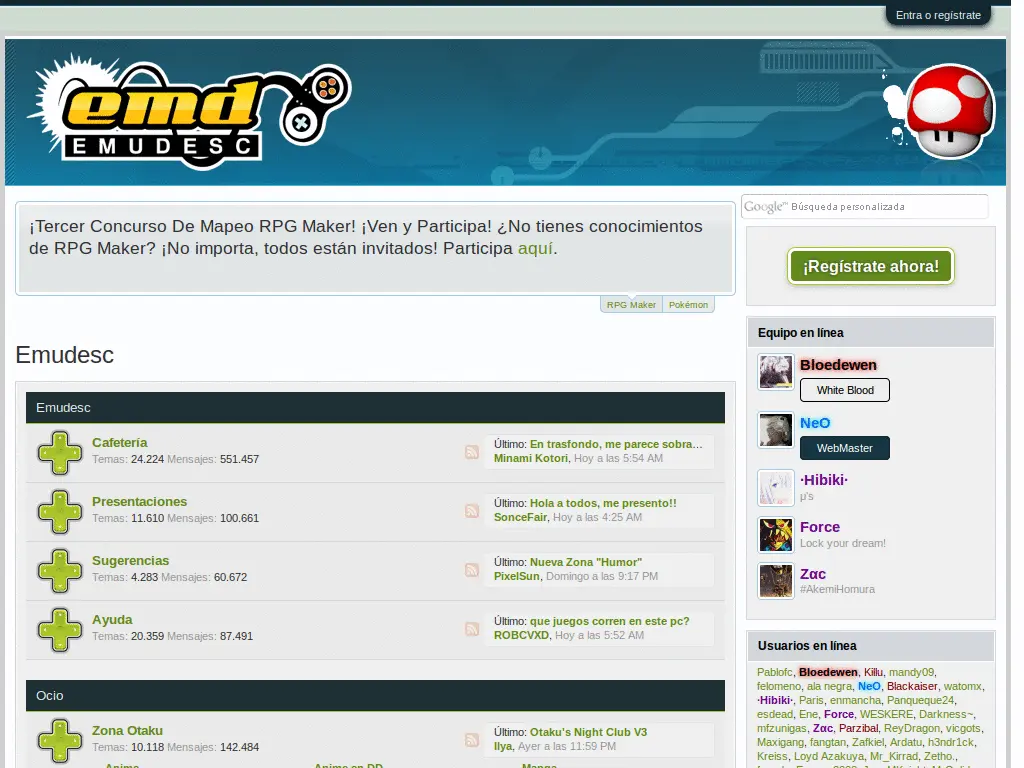 Entra o regístrate
emd
EMUDESC
¡Tercer Concurso De Mapeo RPG Maker! ¡Ven y Participa! ¿No tienes conocimientos
de RPG Maker? ¡No importa, todos están invitados! Participa aquí.
RPG Maker
Pokémon
Google™ Búsqueda personalizada
¡Regístrate ahora!
Emudesc
Emudesc
Cafetería
Temas: 24.224 Mensajes: 551.457
Último: En trasfondo, me parece sobra…
Minami Kotori, Hoy a las 5:54 AM
Presentaciones
Temas: 11.610 Mensajes: 100.661
Último: Hola a todos, me presento!!
SonceFair, Hoy a las 4:25 AM
Sugerencias
Temas: 4.283 Mensajes: 60.672
Último: Nueva Zona "Humor"
PixelSun, Domingo a las 9:17 PM
Ayuda
Temas: 20.359 Mensajes: 87.491
Último: que juegos corren en este pc?
ROBCVXD, Hoy a las 5:52 AM
Ocio
Zona Otaku
Temas: 10.118 Mensajes: 142.484
Último: Otaku's Night Club V3
Ilya, Ayer a las 11:59 PM
Anime
Anime en DD
Manga
Equipo en línea
Bloedewen
White Blood
NeO
WebMaster
·Hibiki·
μ's
Force
Lock your dream!
Zαc
#AkemiHomura
Usuarios en línea
Pablofc, Bloedewen, Killu, mandy09,
felomeno, ala negra, NeO, Blackaiser, watomx,
·Hibiki·, Paris, enmancha, Panqueque24,
esdead, Ene, Force, WESKERE, Darkness~,
mfzunigas, Zαc, Parzibal, ReyDragon, vicgots,
Maxigang, fangtan, Zafkiel, Ardatu, h3ndr1ck,
Kreiss, Loyd Azakuya, Mr_Kirrad, Zetho.,